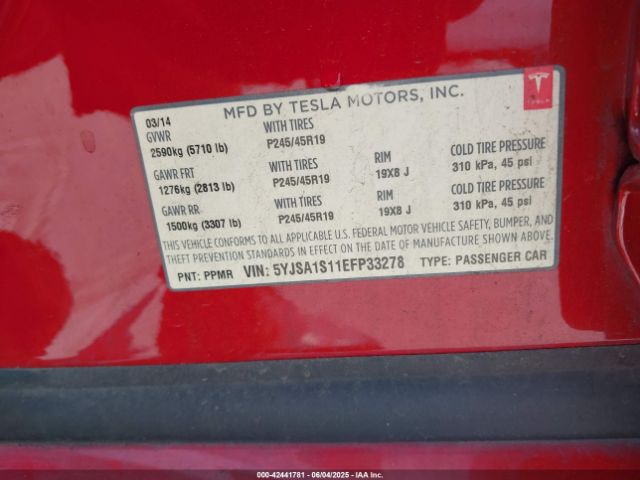 MFD BY TESLA MOTORS, INC.
TESLA
03/14
GVWR WITH TIRES
2590kg (5710 lb) P245/45R19
GAWR FRT WITH TIRES RIM COLD TIRE PRESSURE
1276kg (2813 lb) P245/45R19 19X8 J 310 kPa, 45 psi
GAWR RR WITH TIRES RIM COLD TIRE PRESSURE
1500kg (3307 lb) P245/45R19 19X8 J 310 kPa, 45 psi
THIS VEHICLE CONFORMS TO ALL APPLICABLE U.S. FEDERAL MOTOR VEHICLE SAFETY, BUMPER, AND
THEFT PREVENTION STANDARDS IN EFFECT ON THE DATE OF MANUFACTURE SHOWN ABOVE.
PNT: PPMR VIN: 5YJSA1S11EFP33278 TYPE: PASSENGER CAR
000-42441781 - 06/04/2025 - IAA Inc.